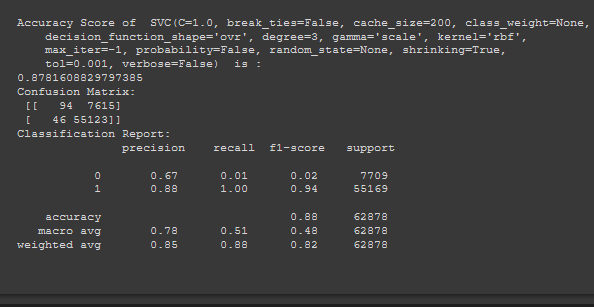 Accuracy Score of  SVC(C=1.0, break_ties=False, cache_size=200, class_weight=None,
    decision_function_shape='ovr', degree=3, gamma='scale', kernel='rbf',
    max_iter=-1, probability=False, random_state=None, shrinking=True,
    tol=0.001, verbose=False)  is :
0.8781608829797385
Confusion Matrix:
 [[   94  7615]
 [   46 55123]]
Classification Report:
              precision    recall  f1-score   support

           0       0.67      0.01      0.02      7709
           1       0.88      1.00      0.94     55169

    accuracy                           0.88     62878
   macro avg       0.78      0.51      0.48     62878
weighted avg       0.85      0.88      0.82     62878